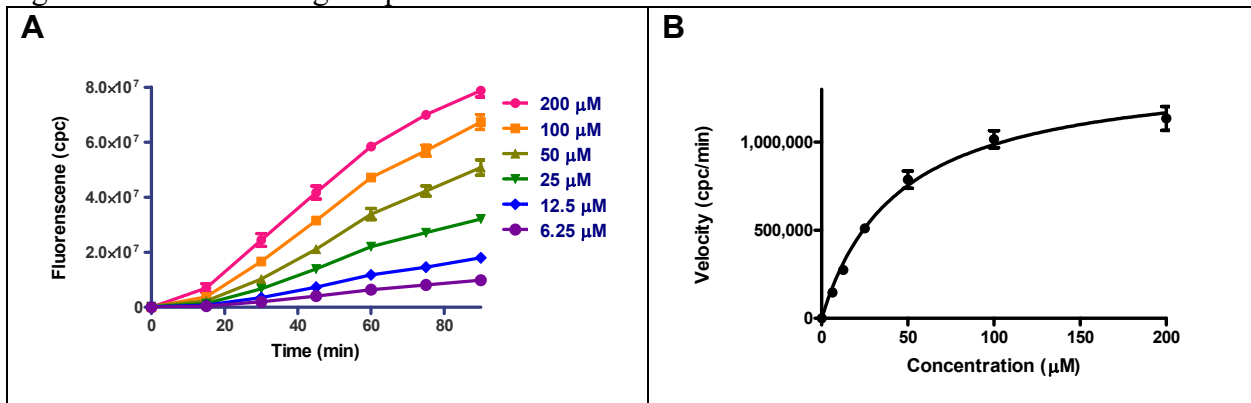 A
Fluorenscene (cpc)
8.0×10⁷
6.0×10⁷
4.0×10⁷
2.0×10⁷
0
0 20 40 60 80
Time (min)
200 μM
100 μM
50 μM
25 μM
12.5 μM
6.25 μM
B
Velocity (cpc/min)
1,000,000
500,000
0
0 50 100 150 200
Concentration (μM)